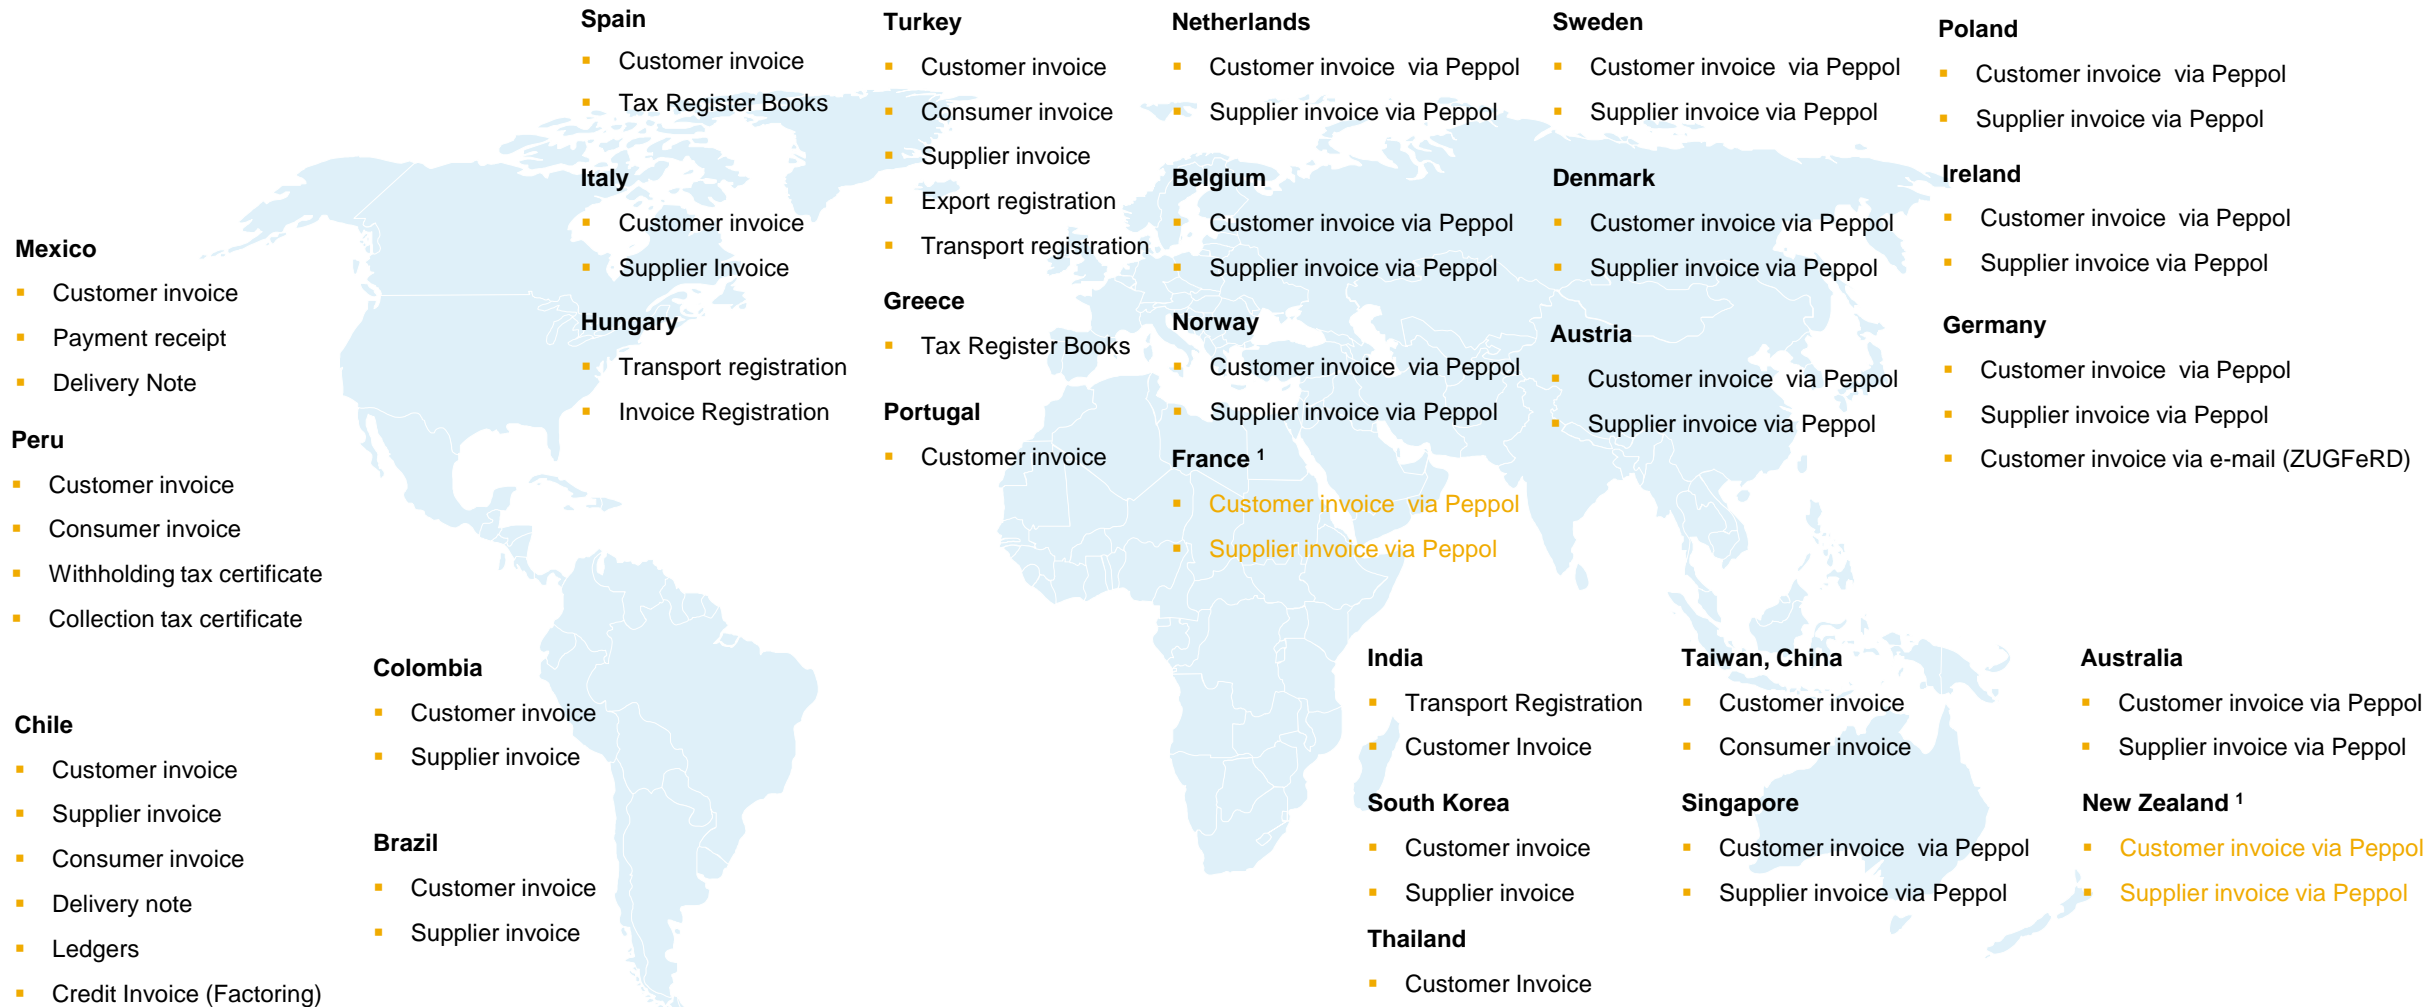 Spain
▪ Customer invoice
▪ Tax Register Books
Italy
▪ Customer invoice
▪ Supplier Invoice
Hungary
▪ Transport registration
▪ Invoice Registration
Turkey
▪ Customer invoice
▪ Consumer invoice
▪ Supplier invoice
▪ Export registration
▪ Transport registration
Greece
▪ Tax Register Books
Portugal
▪ Customer invoice
Netherlands
▪ Customer invoice via Peppol
▪ Supplier invoice via Peppol
Belgium
▪ Customer invoice via Peppol
▪ Supplier invoice via Peppol
Norway
▪ Customer invoice via Peppol
▪ Supplier invoice via Peppol
France ¹
▪ Customer invoice via Peppol
▪ Supplier invoice via Peppol
Sweden
▪ Customer invoice via Peppol
▪ Supplier invoice via Peppol
Denmark
▪ Customer invoice via Peppol
▪ Supplier invoice via Peppol
Austria
▪ Customer invoice via Peppol
▪ Supplier invoice via Peppol
Poland
▪ Customer invoice via Peppol
▪ Supplier invoice via Peppol
Ireland
▪ Customer invoice via Peppol
▪ Supplier invoice via Peppol
Germany
▪ Customer invoice via Peppol
▪ Supplier invoice via Peppol
▪ Customer invoice via e-mail (ZUGFeRD)
Mexico
▪ Customer invoice
▪ Payment receipt
▪ Delivery Note
Peru
▪ Customer invoice
▪ Consumer invoice
▪ Withholding tax certificate
▪ Collection tax certificate
Chile
▪ Customer invoice
▪ Supplier invoice
▪ Consumer invoice
▪ Delivery note
▪ Ledgers
▪ Credit Invoice (Factoring)
Colombia
▪ Customer invoice
▪ Supplier invoice
Brazil
▪ Customer invoice
▪ Supplier invoice
India
▪ Transport Registration
▪ Customer Invoice
South Korea
▪ Customer invoice
▪ Supplier invoice
Thailand
▪ Customer Invoice
Taiwan, China
▪ Customer invoice
▪ Consumer invoice
Singapore
▪ Customer invoice via Peppol
▪ Supplier invoice via Peppol
Australia
▪ Customer invoice via Peppol
▪ Supplier invoice via Peppol
New Zealand ¹
▪ Customer invoice via Peppol
▪ Supplier invoice via Peppol